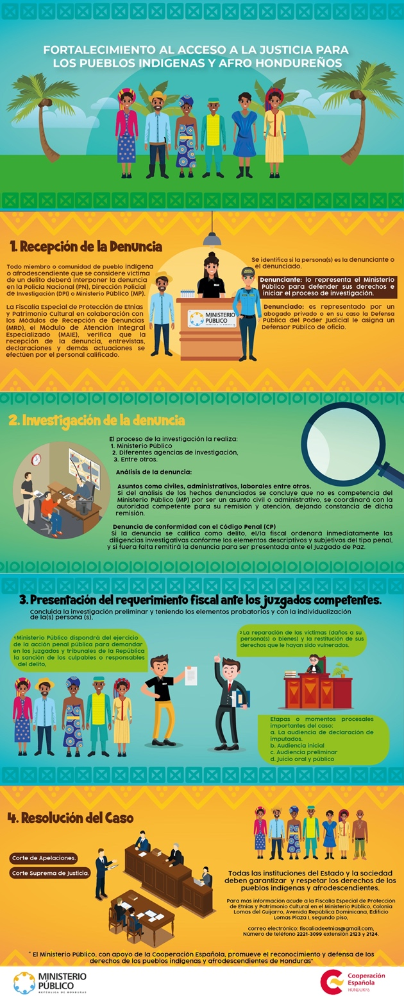 FORTALECIMIENTO AL ACCESO A LA JUSTICIA PARA
LOS PUEBLOS INDIGENAS Y AFRO HONDUREÑOS
1. Recepción de la Denuncia
Todo miembro o comunidad de pueblo indígena
o afrodescendiente que se considere víctima
de un delito deberá interponer la denuncia
en la Policía Nacional (PN), Dirección Policial
de Investigación (DPI) o Ministerio Público (MP).
La Fiscalía Especial de Protección de Etnias
y Patrimonio Cultural en colaboración con
los Módulos de Recepción de Denuncias
(MRD), el Módulo de Atención Integral
Especializado (MAIE), verifica que la
recepción de la denuncia, entrevistas,
declaraciones y demás actuaciones se
efectúen por el personal calificado.
MINISTERIO
PÚBLICO
REPÚBLICA DE HONDURAS
Se identifica si la persona(s) es la denunciante o
el denunciado.
Denunciante: lo representa el Ministerio
Público para defender sus derechos e
iniciar el proceso de investigación.
Denunciado: es representado por un
abogado privado o en su caso la Defensa
Pública del Poder Judicial le asigna un
Defensor Público de oficio.
2. Investigación de la denuncia
El proceso de la investigación la realiza:
1. Ministerio Público
2. Diferentes agencias de investigación,
3. Entre otros.
Análisis de la denuncia:
Asuntos como civiles, administrativos, laborales entre otros.
Si del análisis de los hechos denunciados se concluye que no es competencia del
Ministerio Público (MP) por ser un asunto civil o administrativo, se coordinará con la
autoridad competente para su remisión y atención, dejando constancia de dicha
remisión.
Denuncia de conformidad con el Código Penal (CP)
Si la denuncia se califica como delito, el/la fiscal ordenará inmediatamente las
diligencias investigativas conforme los elementos descriptivos y subjetivos del tipo penal,
y si fuera falta remitirá la denuncia para ser presentada ante el Juzgado de Paz.
3. Presentación del requerimiento fiscal ante los juzgados competentes.
Concluida la investigación preliminar y teniendo los elementos probatorios y con la individualización
de la(s) persona (s),
1 Ministerio Público dispondrá del ejercicio
de la acción penal pública para demandar
en los juzgados y tribunales de la República
la sanción de los culpables o responsables
del delito,
2 La reparación de las víctimas (daños a su
persona(s) o bienes) y la restitución de sus
derechos que le hayan sido vulnerados.
Etapas o momentos procesales
importantes del caso:
a. La audiencia de declaración de
imputados.
b. Audiencia inicial
c. Audiencia preliminar
d. Juicio oral y público
4. Resolución del Caso
Corte de Apelaciones.
Corte Suprema de Justicia.
Todas las instituciones del Estado y la sociedad
deben garantizar y respetar los derechos de los
pueblos indígenas y afrodescendientes.
Para más información acude a la Fiscalía Especial de Protección
de Etnias y Patrimonio Cultural en el Ministerio Público, Colonia
Lomas del Guijarro, Avenida República Dominicana, Edificio
Lomas Plaza I, segundo piso,
correo electrónico: fiscaliadeetnias@gmail.com,
Número de teléfono 2221-3099 extensión 2123 y 2124.
" El Ministerio Público, con apoyo de la Cooperación Española, promueve el reconocimiento y defensa de los
derechos de los pueblos indígenas y afrodescendientes de Honduras"
MINISTERIO
PÚBLICO
REPÚBLICA DE HONDURAS
Cooperación
Española
HONDURAS